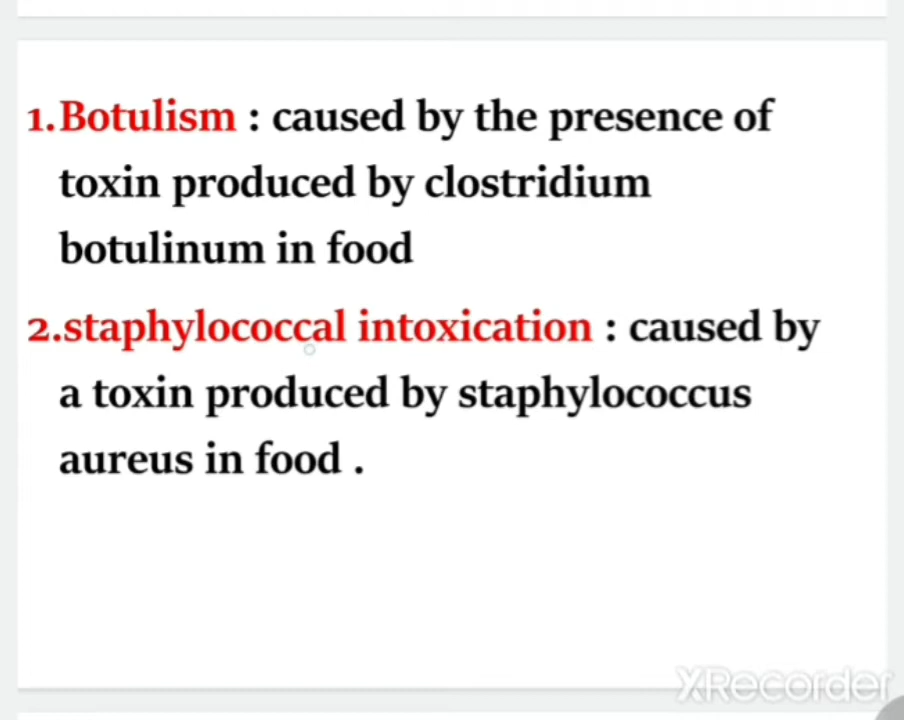 1.Botulism : caused by the presence of
toxin produced by clostridium
botulinum in food
2.staphylococcal intoxication : caused by
a toxin produced by staphylococcus
aureus in food .
XRecorder